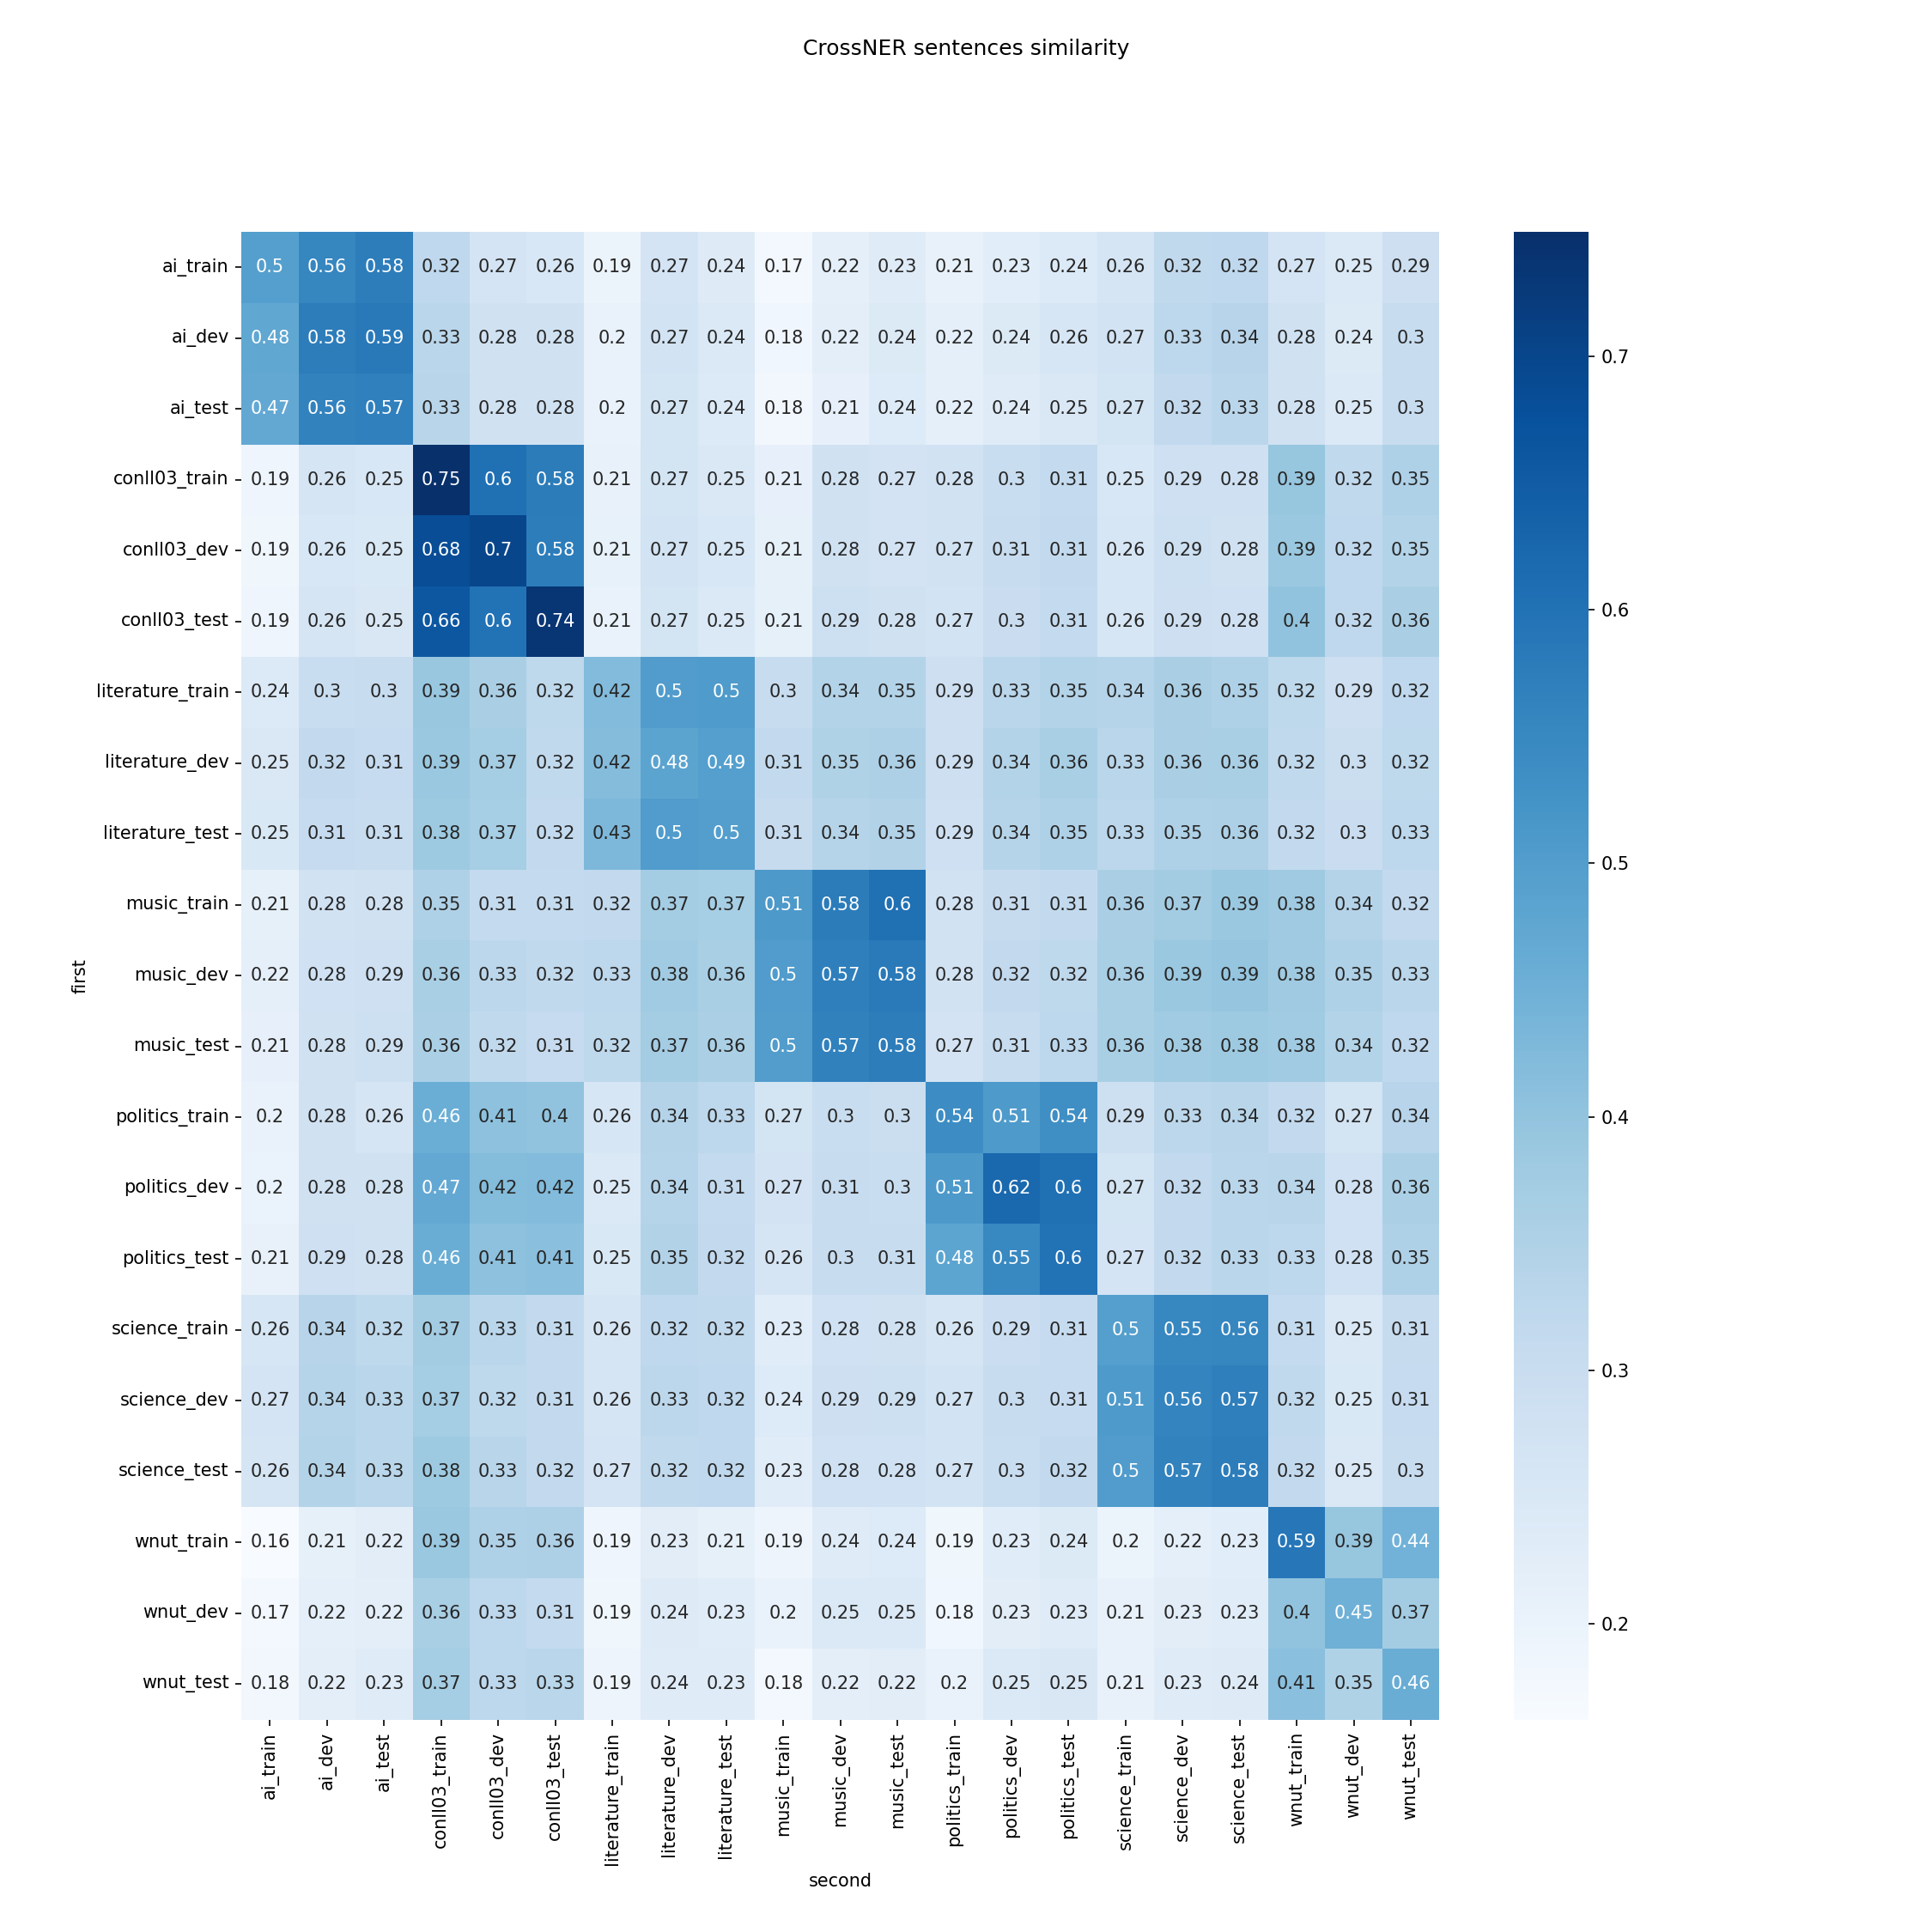 CrossNER sentences similarity
ai_train 0.5 0.56 0.58 0.32 0.27 0.26 0.19 0.27 0.24 0.17 0.22 0.23 0.21 0.23 0.24 0.26 0.32 0.32 0.27 0.25 0.29
ai_dev 0.48 0.58 0.59 0.33 0.28 0.28 0.2 0.27 0.24 0.18 0.22 0.24 0.22 0.24 0.26 0.27 0.33 0.34 0.28 0.24 0.3
0.7
ai_test 0.47 0.56 0.57 0.33 0.28 0.28 0.2 0.27 0.24 0.18 0.21 0.24 0.22 0.24 0.25 0.27 0.32 0.33 0.28 0.25 0.3
conll03_train 0.19 0.26 0.25 0.75 0.6 0.58 0.21 0.27 0.25 0.21 0.28 0.27 0.28 0.3 0.31 0.25 0.29 0.28 0.39 0.32 0.35
conll03_dev 0.19 0.26 0.25 0.68 0.7 0.58 0.21 0.27 0.25 0.21 0.28 0.27 0.27 0.31 0.31 0.26 0.29 0.28 0.39 0.32 0.35
0.6
conll03_test 0.19 0.26 0.25 0.66 0.6 0.74 0.21 0.27 0.25 0.21 0.29 0.28 0.27 0.3 0.31 0.26 0.29 0.28 0.4 0.32 0.36
literature_train 0.24 0.3 0.3 0.39 0.36 0.32 0.42 0.5 0.5 0.3 0.34 0.35 0.29 0.33 0.35 0.34 0.36 0.35 0.32 0.29 0.32
literature_dev 0.25 0.32 0.31 0.39 0.37 0.32 0.42 0.48 0.49 0.31 0.35 0.36 0.29 0.34 0.36 0.33 0.36 0.36 0.32 0.3 0.32
literature_test 0.25 0.31 0.31 0.38 0.37 0.32 0.43 0.5 0.5 0.31 0.34 0.35 0.29 0.34 0.35 0.33 0.35 0.36 0.32 0.3 0.33
0.5
music_train 0.21 0.28 0.28 0.35 0.31 0.31 0.32 0.37 0.37 0.51 0.58 0.6 0.28 0.31 0.31 0.36 0.37 0.39 0.38 0.34 0.32
first
music_dev 0.22 0.28 0.29 0.36 0.33 0.32 0.33 0.38 0.36 0.5 0.57 0.58 0.28 0.32 0.32 0.36 0.39 0.39 0.38 0.35 0.33
music_test 0.21 0.28 0.29 0.36 0.32 0.31 0.32 0.37 0.36 0.5 0.57 0.58 0.27 0.31 0.33 0.36 0.38 0.38 0.38 0.34 0.32
politics_train 0.2 0.28 0.26 0.46 0.41 0.4 0.26 0.34 0.33 0.27 0.3 0.3 0.54 0.51 0.54 0.29 0.33 0.34 0.32 0.27 0.34
0.4
politics_dev 0.2 0.28 0.28 0.47 0.42 0.42 0.25 0.34 0.31 0.27 0.31 0.3 0.51 0.62 0.6 0.27 0.32 0.33 0.34 0.28 0.36
politics_test 0.21 0.29 0.28 0.46 0.41 0.41 0.25 0.35 0.32 0.26 0.3 0.31 0.48 0.55 0.6 0.27 0.32 0.33 0.33 0.28 0.35
science_train 0.26 0.34 0.32 0.37 0.33 0.31 0.26 0.32 0.32 0.23 0.28 0.28 0.26 0.29 0.31 0.5 0.55 0.56 0.31 0.25 0.31
0.3
science_dev 0.27 0.34 0.33 0.37 0.32 0.31 0.26 0.33 0.32 0.24 0.29 0.29 0.27 0.3 0.31 0.51 0.56 0.57 0.32 0.25 0.31
science_test 0.26 0.34 0.33 0.38 0.33 0.32 0.27 0.32 0.32 0.23 0.28 0.28 0.27 0.3 0.32 0.5 0.57 0.58 0.32 0.25 0.3
wnut_train 0.16 0.21 0.22 0.39 0.35 0.36 0.19 0.23 0.21 0.19 0.24 0.24 0.19 0.23 0.24 0.2 0.22 0.23 0.59 0.39 0.44
wnut_dev 0.17 0.22 0.22 0.36 0.33 0.31 0.19 0.24 0.23 0.2 0.25 0.25 0.18 0.23 0.23 0.21 0.23 0.23 0.4 0.45 0.37
0.2
wnut_test 0.18 0.22 0.23 0.37 0.33 0.33 0.19 0.24 0.23 0.18 0.22 0.22 0.2 0.25 0.25 0.21 0.23 0.24 0.41 0.35 0.46
ai_train
ai_dev
ai_test
conll03_train
conll03_dev
conll03_test
literature_train
literature_dev
literature_test
music_train
music_dev
music_test
politics_train
politics_dev
politics_test
science_train
science_dev
science_test
wnut_train
wnut_dev
wnut_test
second